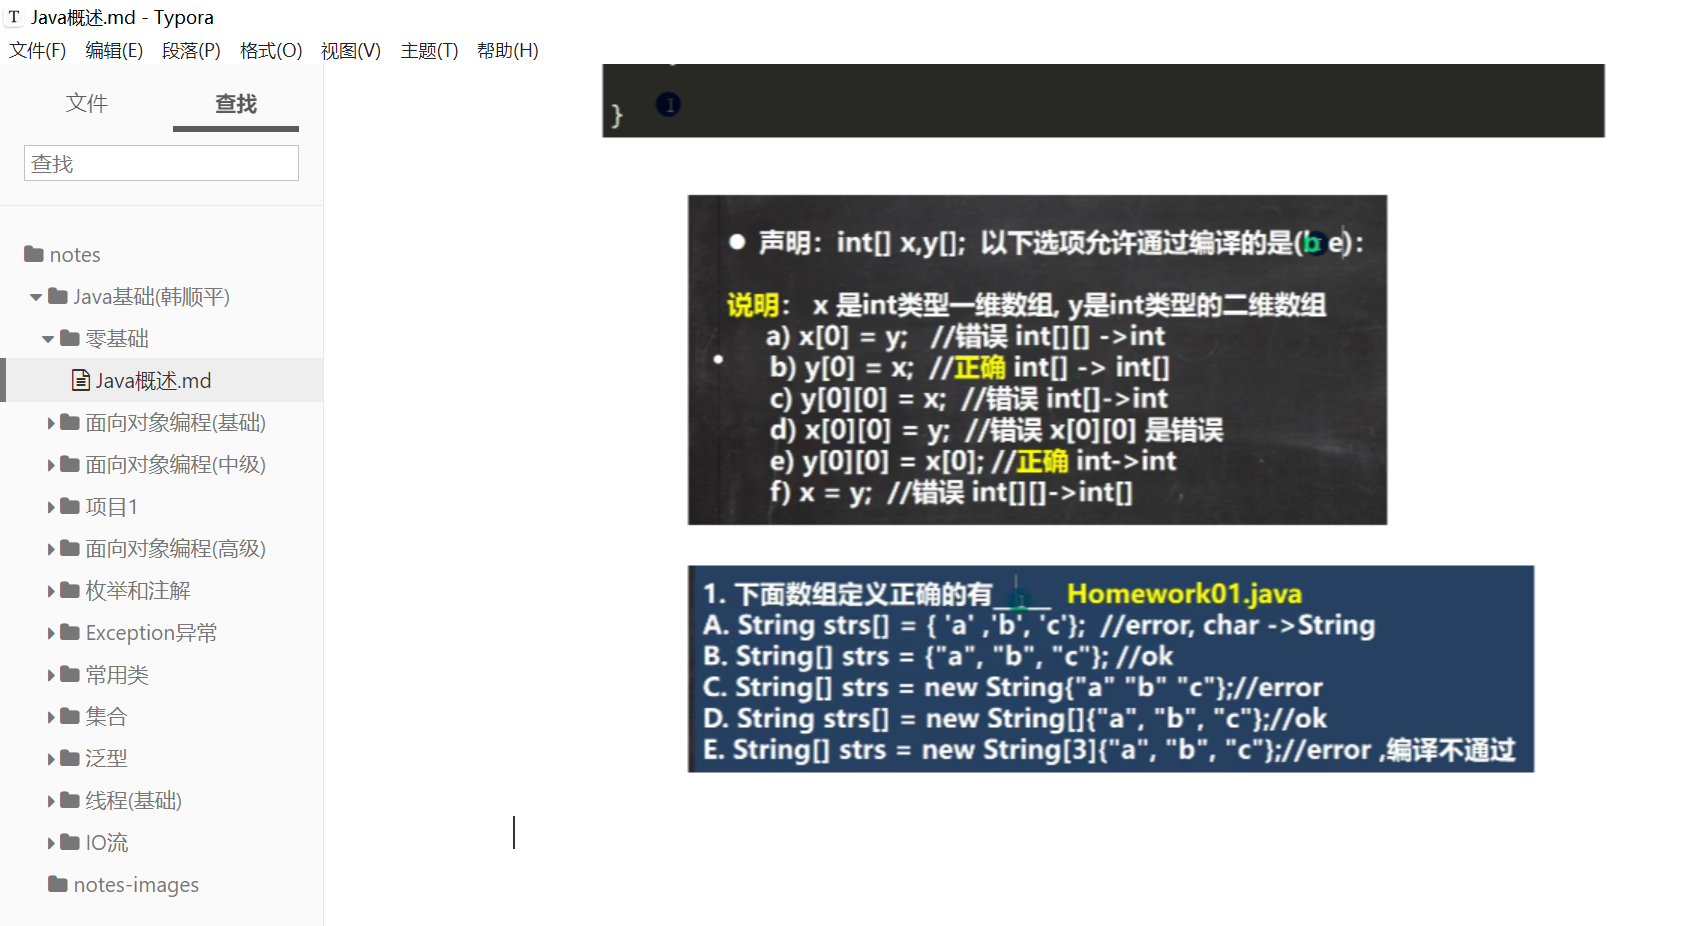 T Java概述.md - Typora
文件(F) 编辑(E) 段落(P) 格式(O) 视图(V) 主题(T) 帮助(H)
文件 查找
查找
notes
Java基础(韩顺平)
零基础
Java概述.md
面向对象编程(基础)
面向对象编程(中级)
项目1
面向对象编程(高级)
枚举和注解
Exception异常
常用类
集合
泛型
线程(基础)
IO流
notes-images
}
● 声明：int[] x,y[]; 以下选项允许通过编译的是(b e)：
说明： x 是int类型一维数组, y是int类型的二维数组
a) x[0] = y; //错误 int[][] ->int
b) y[0] = x; //正确 int[] -> int[]
c) y[0][0] = x; //错误 int[]->int
d) x[0][0] = y; //错误 x[0][0] 是错误
e) y[0][0] = x[0]; //正确 int->int
f) x = y; //错误 int[][]->int[]
1. 下面数组定义正确的有____ Homework01.java
A. String strs[] = { 'a' ,'b', 'c'}; //error, char ->String
B. String[] strs = {"a", "b", "c"}; //ok
C. String[] strs = new String{"a" "b" "c"};//error
D. String strs[] = new String[]{"a", "b", "c"};//ok
E. String[] strs = new String[3]{"a", "b", "c"};//error ,编译不通过